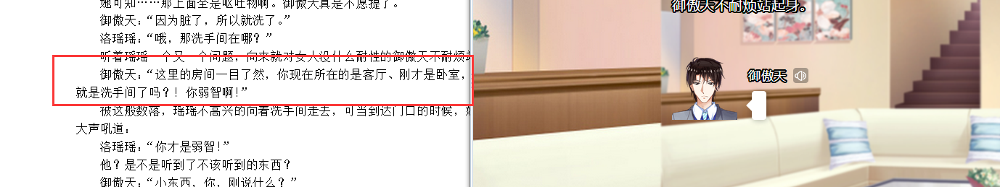 她可知……那上面全是呕吐物啊。御傲天真是不愿提了。
御傲天：“因为脏了，所以就洗了。
洛瑶瑶：“哦，那洗手间在哪？”
听着瑶瑶一个又一个问题，向来就对女人没什么耐性的御傲天不耐烦站
御傲天：“这里的房间一目了然，你现在所在的是客厅、刚才是卧室，
就是洗手间了吗？！你弱智啊！”
被这般数落，瑶瑶不高兴的向着洗手间走去，可当到达门口的时候，她
大声吼道：
洛瑶瑶：“你才是弱智！”
他？是不是听到了不该听到的东西？
御傲天：“小东西，你，刚说什么？”
御傲天不耐烦站起身。
御傲天